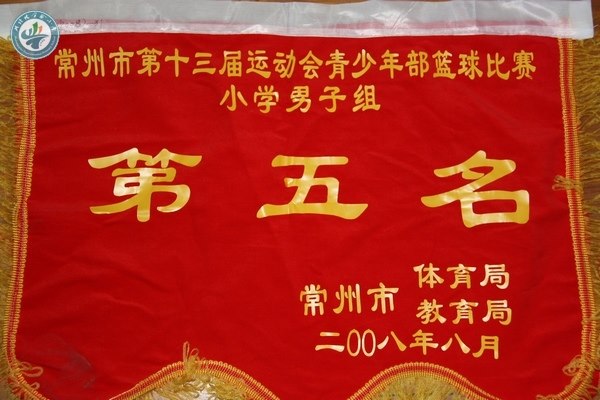 常州市第十三届运动会青少年部篮球比赛
小学男子组
第五名
常州市 体育局
教育局
二00八年八月